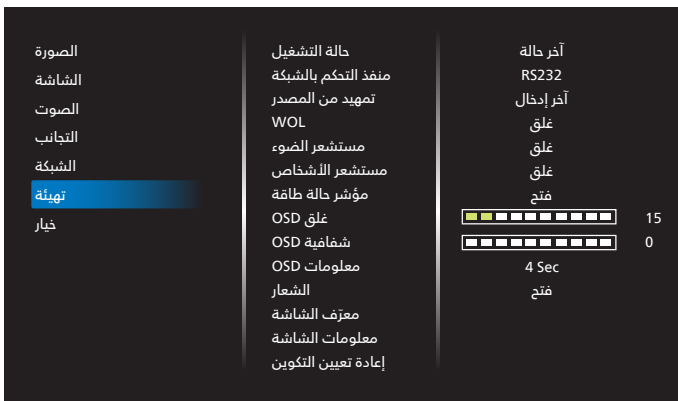 الصورة
الشاشة
الصوت
التجانب
الشبكة
تهيئة
خيار
حالة التشغيل آخر حالة
منفذ التحكم بالشبكة RS232
تمهيد من المصدر آخر إدخال
WOL غلق
مستشعر الضوء غلق
مستشعر الأشخاص غلق
مؤشر حالة طاقة فتح
غلق OSD 15
شفافية OSD 0
معلومات OSD 4 Sec
الشعار فتح
معرّف الشاشة
معلومات الشاشة
إعادة تعيين التكوين